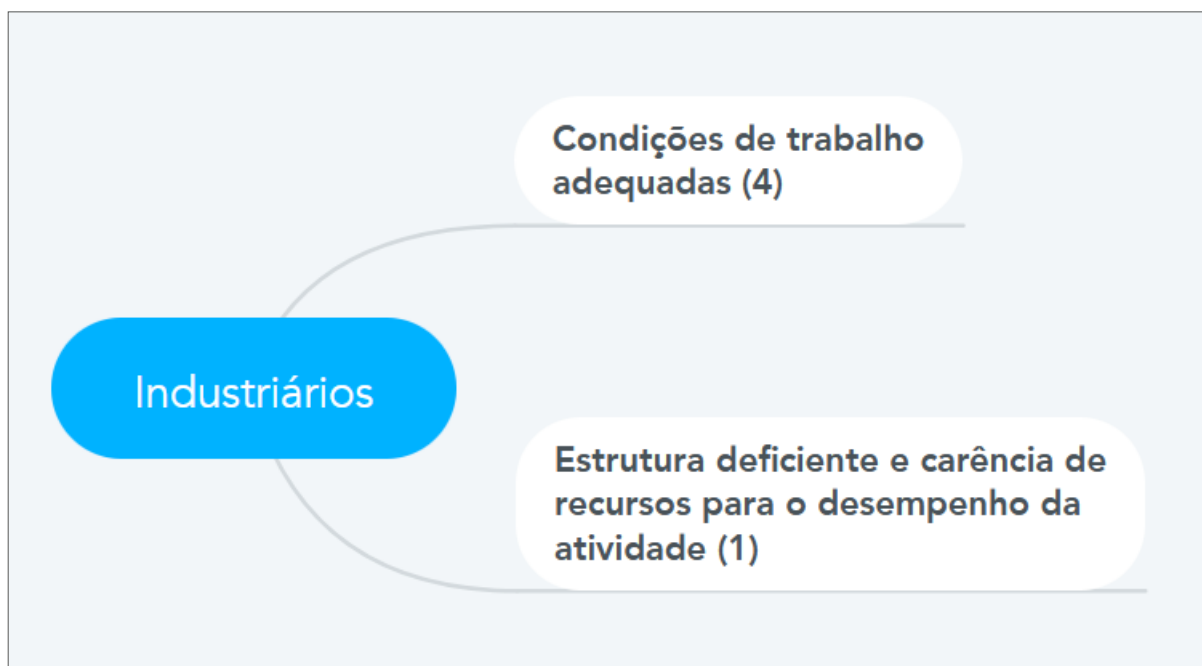 Condições de trabalho
adequadas (4)
Industriários
Estrutura deficiente e carência de
recursos para o desempenho da
atividade (1)